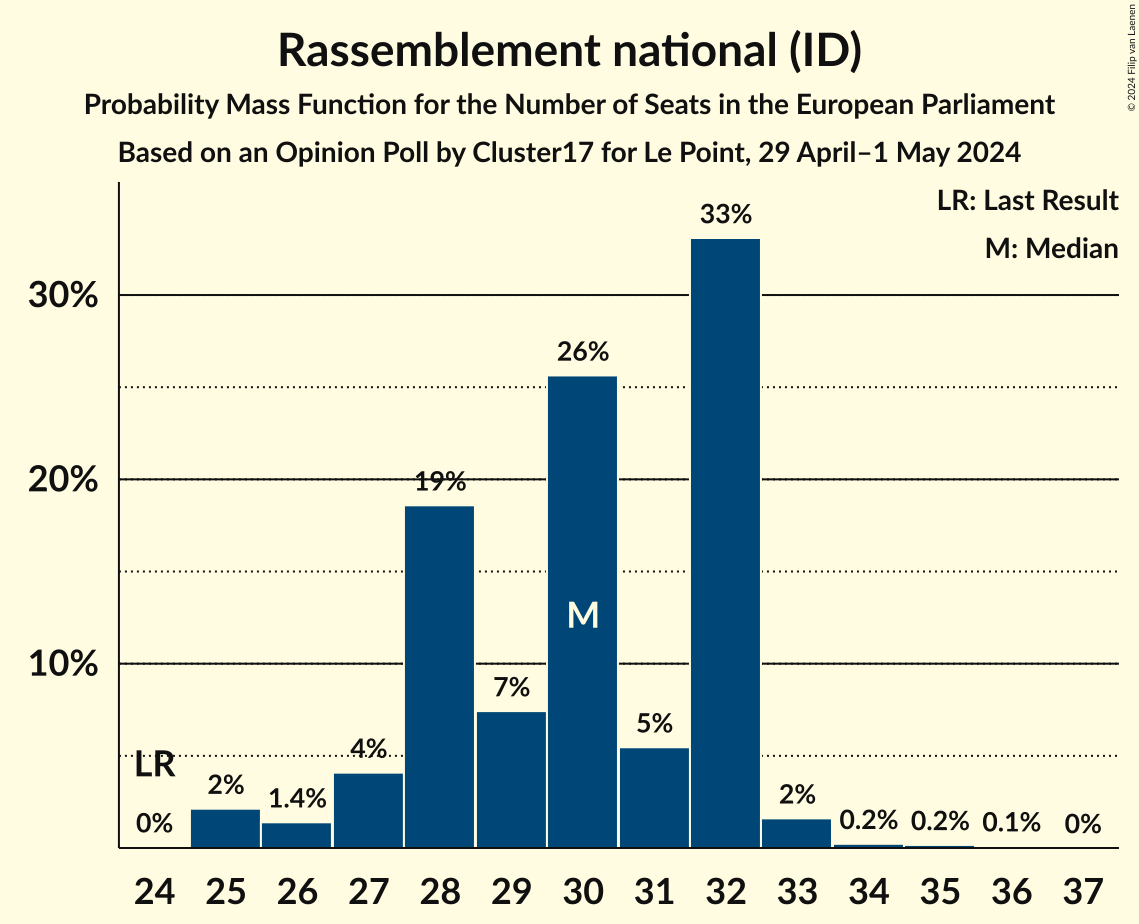 Rassemblement national (ID)
Probability Mass Function for the Number of Seats in the European Parliament
Based on an Opinion Poll by Cluster17 for Le Point, 29 April–1 May 2024
© 2024 Filip van Laenen
LR: Last Result
M: Median
33%
30%
26%
20%
19%
M
10%
7%
5%
4%
LR
2%
1.4%
0%
2%
0.2%
0.2%
0.1%
0%
24 25 26 27 28 29 30 31 32 33 34 35 36 37